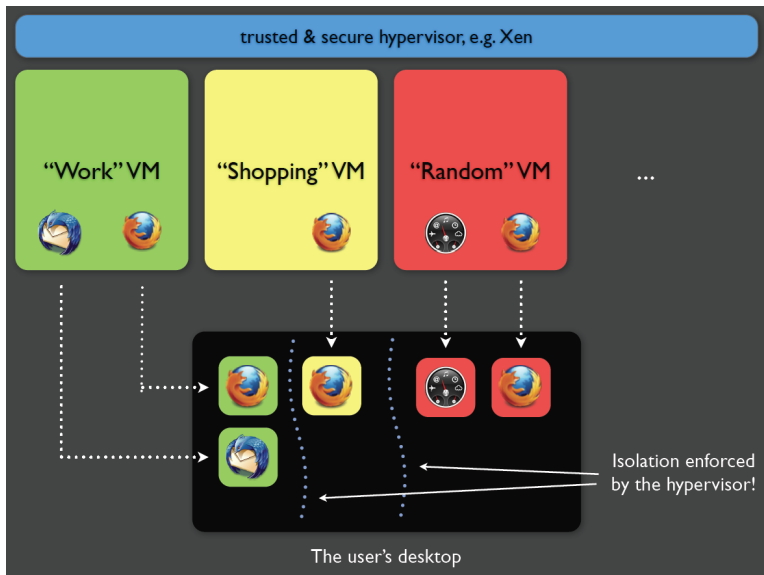 trusted & secure hypervisor, e.g. Xen
“Work” VM
“Shopping” VM
“Random” VM
...
Isolation enforced
by the hypervisor!
The user’s desktop